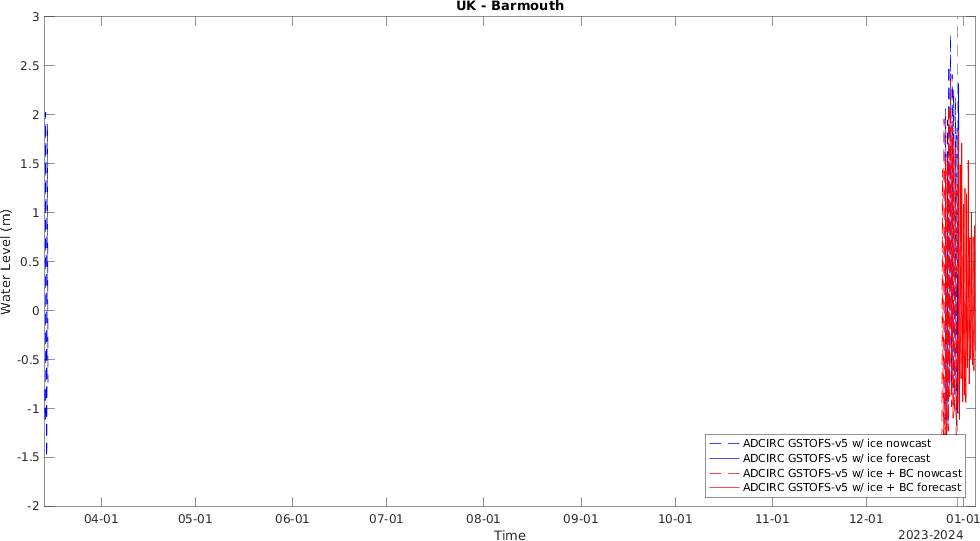 UK - Barmouth
3
2.5
2
1.5
1
0.5
0
-0.5
-1
-1.5
-2
Water Level (m)
ADCIRC GSTOFS-v5 w/ ice nowcast
ADCIRC GSTOFS-v5 w/ ice forecast
ADCIRC GSTOFS-v5 w/ ice + BC nowcast
ADCIRC GSTOFS-v5 w/ ice + BC forecast
04-01 05-01 06-01 07-01 08-01 09-01 10-01 11-01 12-01 01-01
Time
2023-2024